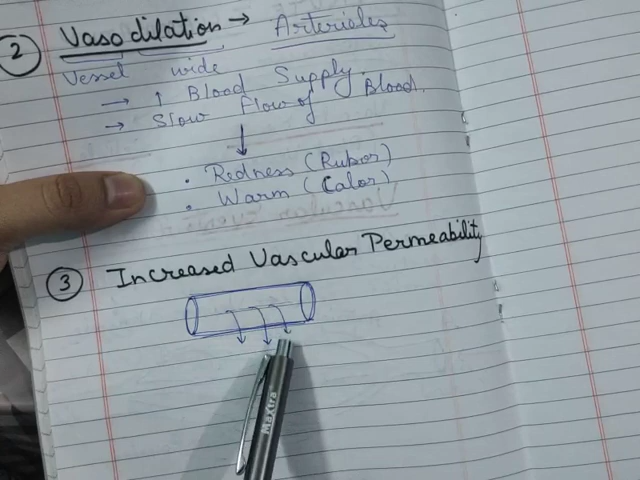 2 Vasodilation → Arterioles
Vessel wide
→ ↑ Blood Supply.
→ Slow Flow of Blood.
↓
• Redness (Rubor)
• Warm (Calor)
3 Increased Vascular Permeability
Maxtra